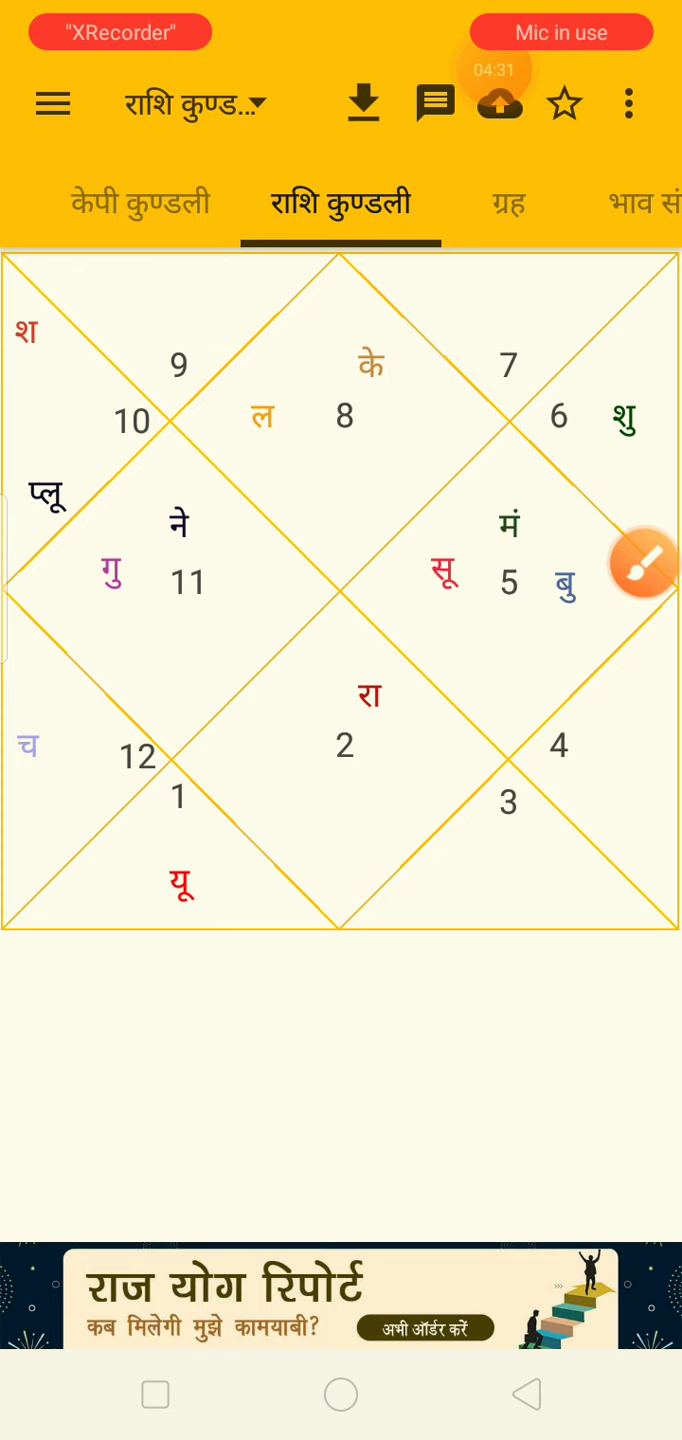 "XRecorder" Mic in use
04:31
राशि कुण्ड...
केपी कुण्डली राशि कुण्डली ग्रह भाव सं
श
9 के 7
10 ल 8 6 शु
प्लू
ने मं
गु 11 सू 5 बु
रा
च 12 2 4
1 3
यू
राज योग रिपोर्ट
कब मिलेगी मुझे कामयाबी? अभी ऑर्डर करें